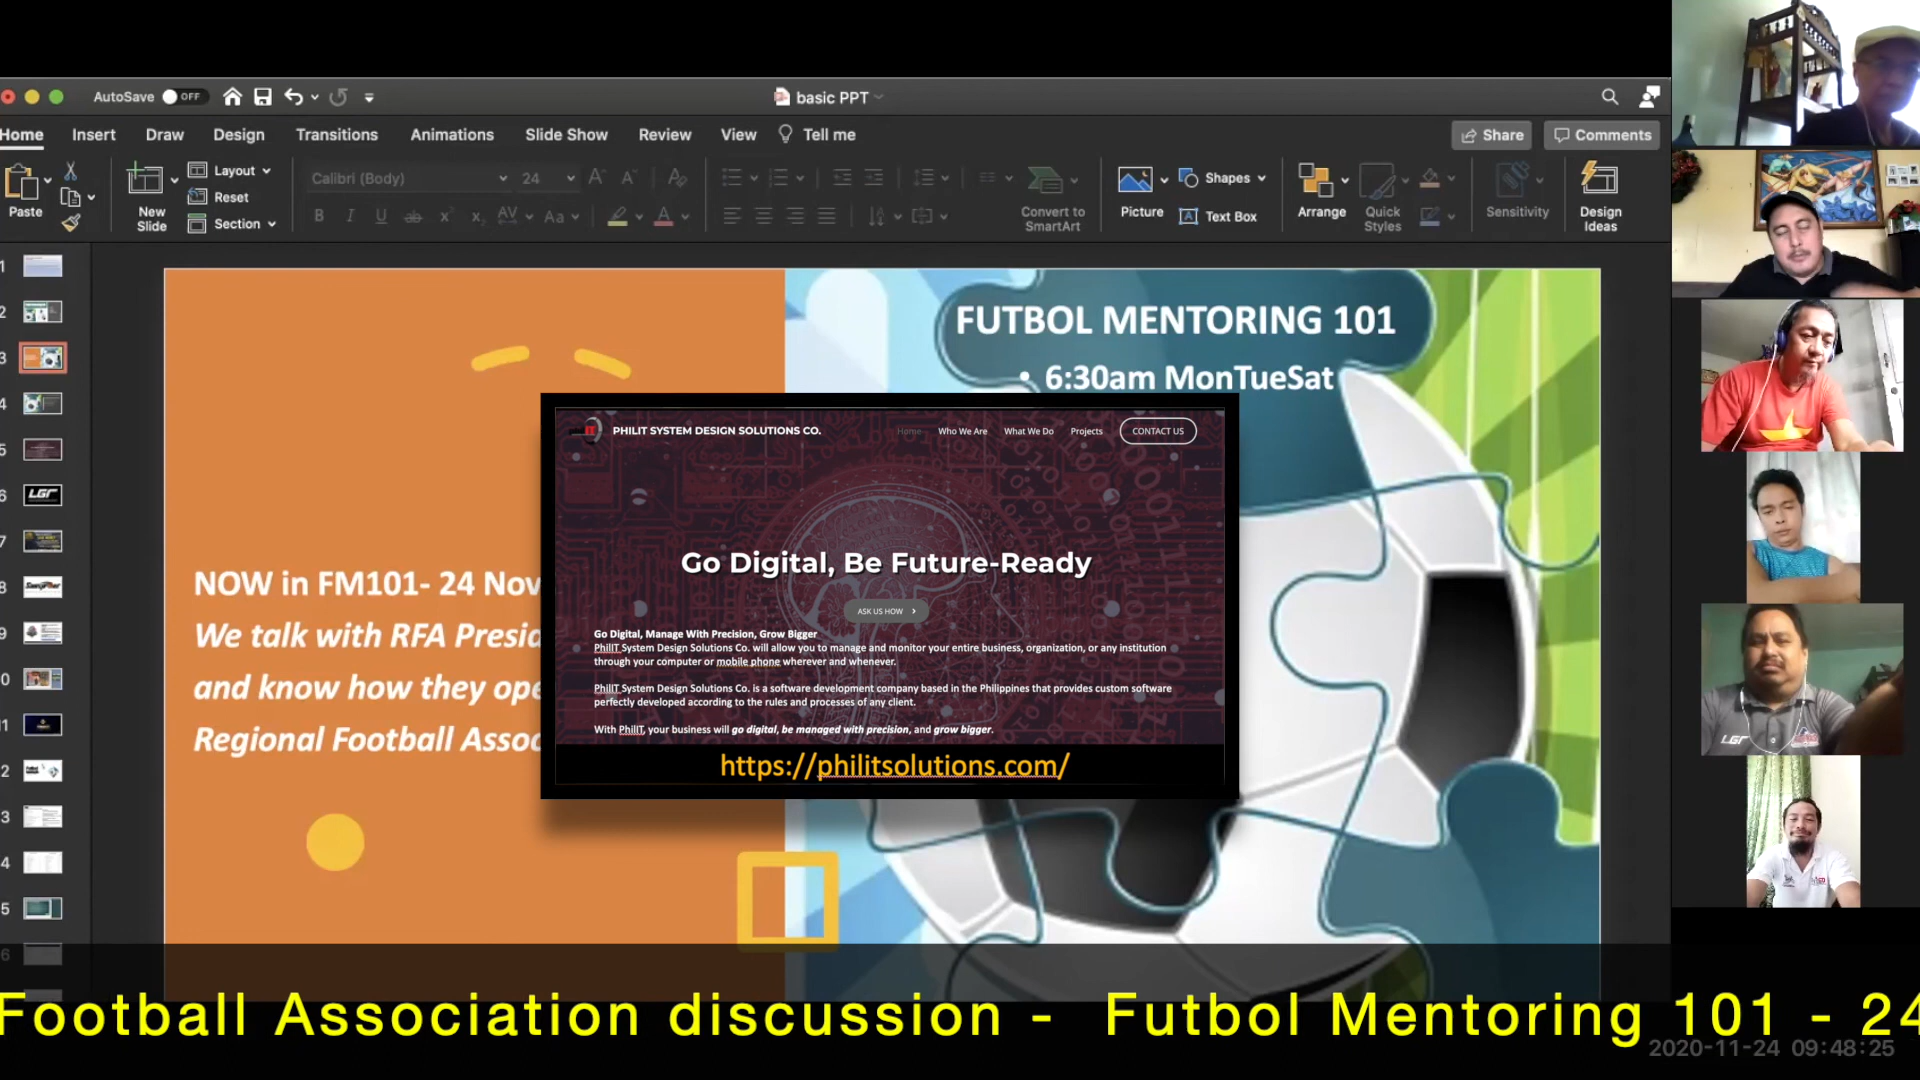 AutoSave OFF
basic PPT
Home Insert Draw Design Transitions Animations Slide Show Review View Tell me
Share Comments
Paste
New Slide
Layout
Reset
Section
Calibri (Body) 24
Convert to SmartArt
Picture
Shapes
Text Box
Arrange
Quick Styles
Sensitivity
Design Ideas
FUTBOL MENTORING 101
• 6:30am MonTueSat
NOW in FM101- 24 Nov
We talk with RFA Presid
and know how they ope
Regional Football Assoc
PHILIT SYSTEM DESIGN SOLUTIONS CO.
Home Who We Are What We Do Projects CONTACT US
Go Digital, Be Future-Ready
ASK US HOW >
Go Digital, Manage With Precision, Grow Bigger
PhilIT System Design Solutions Co. will allow you to manage and monitor your entire business, organization, or any institution
through your computer or mobile phone wherever and whenever.
PhilIT System Design Solutions Co. is a software development company based in the Philippines that provides custom software
perfectly developed according to the rules and processes of any client.
With PhilIT, your business will go digital, be managed with precision, and grow bigger.
https://philitsolutions.com/
LGR
LGR
Football Association discussion - Futbol Mentoring 101 - 24
2020-11-24 09:48:25